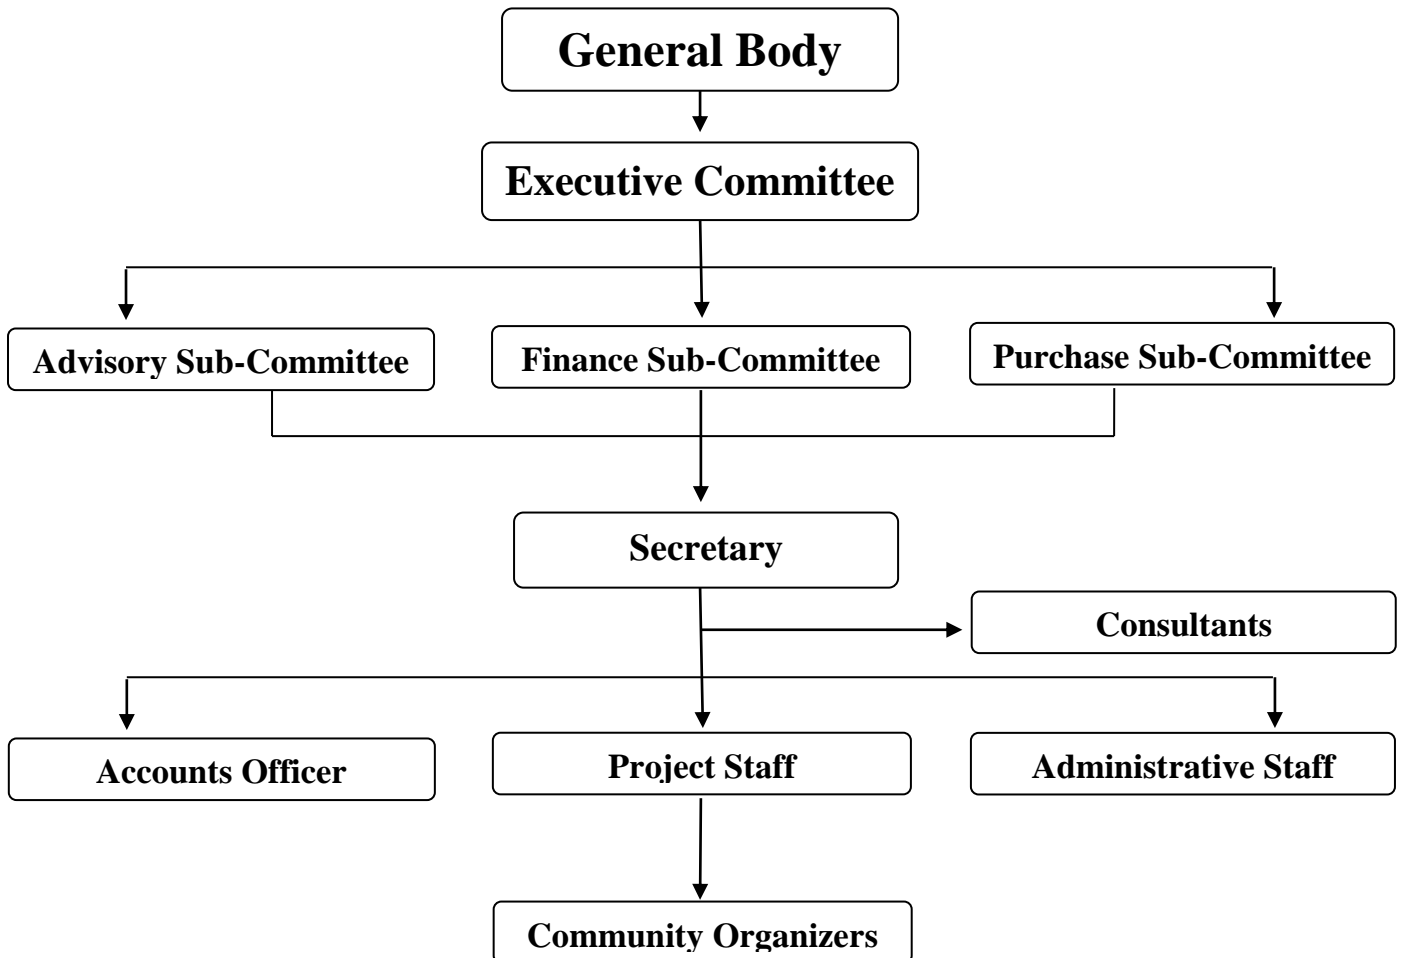 General Body
Executive Committee
Advisory Sub-Committee
Finance Sub-Committee
Purchase Sub-Committee
Secretary
Consultants
Accounts Officer
Project Staff
Administrative Staff
Community Organizers